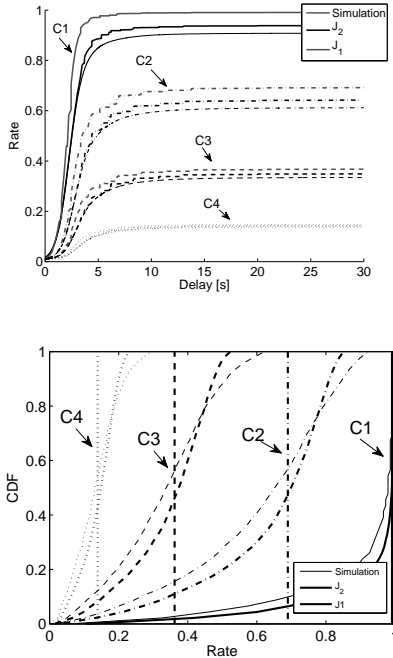 1
0.8
0.6
0.4
0.2
0
Rate
0 5 10 15 20 25 30
Delay [s]
C1
C2
C3
C4
Simulation
J2
J1
1
0.8
0.6
0.4
0.2
0
CDF
0 0.2 0.4 0.6 0.8 1
Rate
C4
C3
C2
C1
Simulation
J2
J1